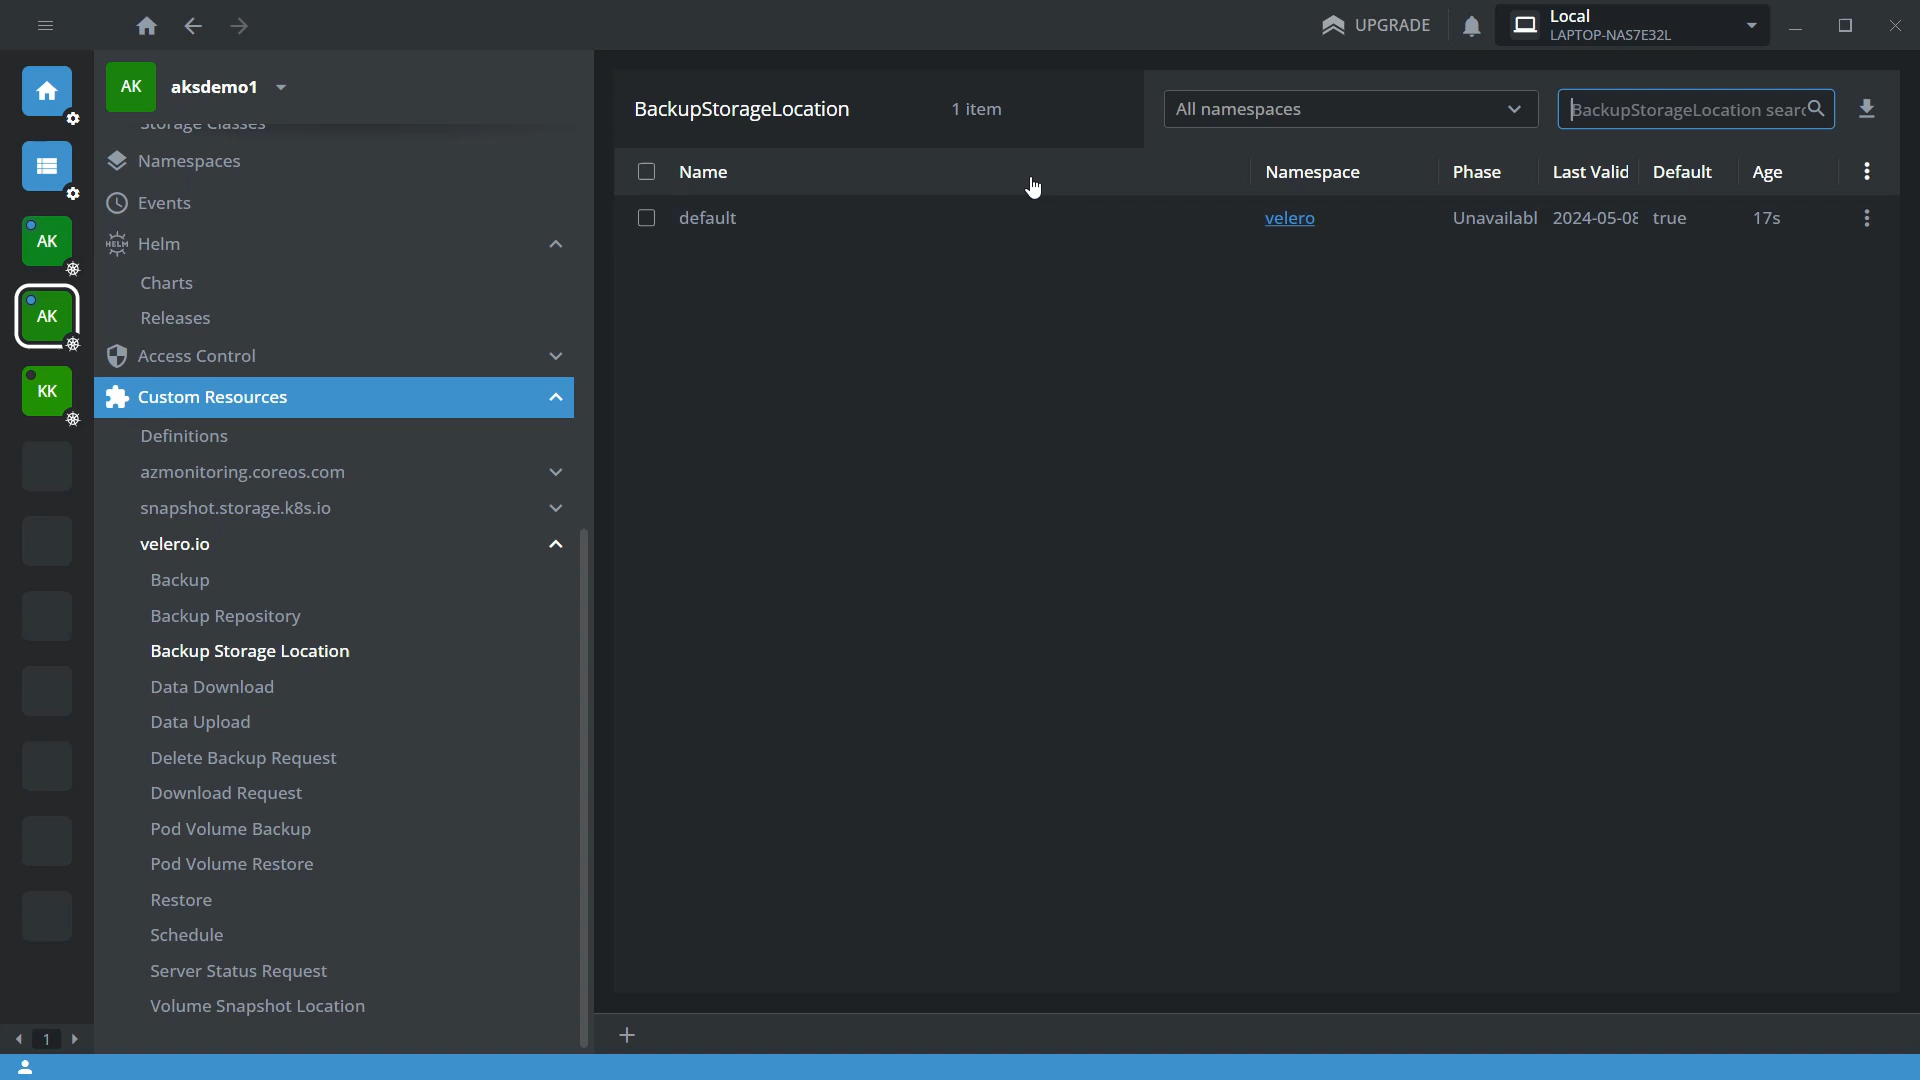 UPGRADE
Local
LAPTOP-NAS7E32L
AK
aksdemo1
AK
AK
KK
Storage Classes
Namespaces
Events
HELM
Helm
Charts
Releases
Access Control
Custom Resources
Definitions
azmonitoring.coreos.com
snapshot.storage.k8s.io
velero.io
Backup
Backup Repository
Backup Storage Location
Data Download
Data Upload
Delete Backup Request
Download Request
Pod Volume Backup
Pod Volume Restore
Restore
Schedule
Server Status Request
Volume Snapshot Location
1
BackupStorageLocation 1 item
All namespaces
BackupStorageLocation searc
Name Namespace Phase Last Valid Default Age
default velero Unavailabl 2024-05-08 true 17s